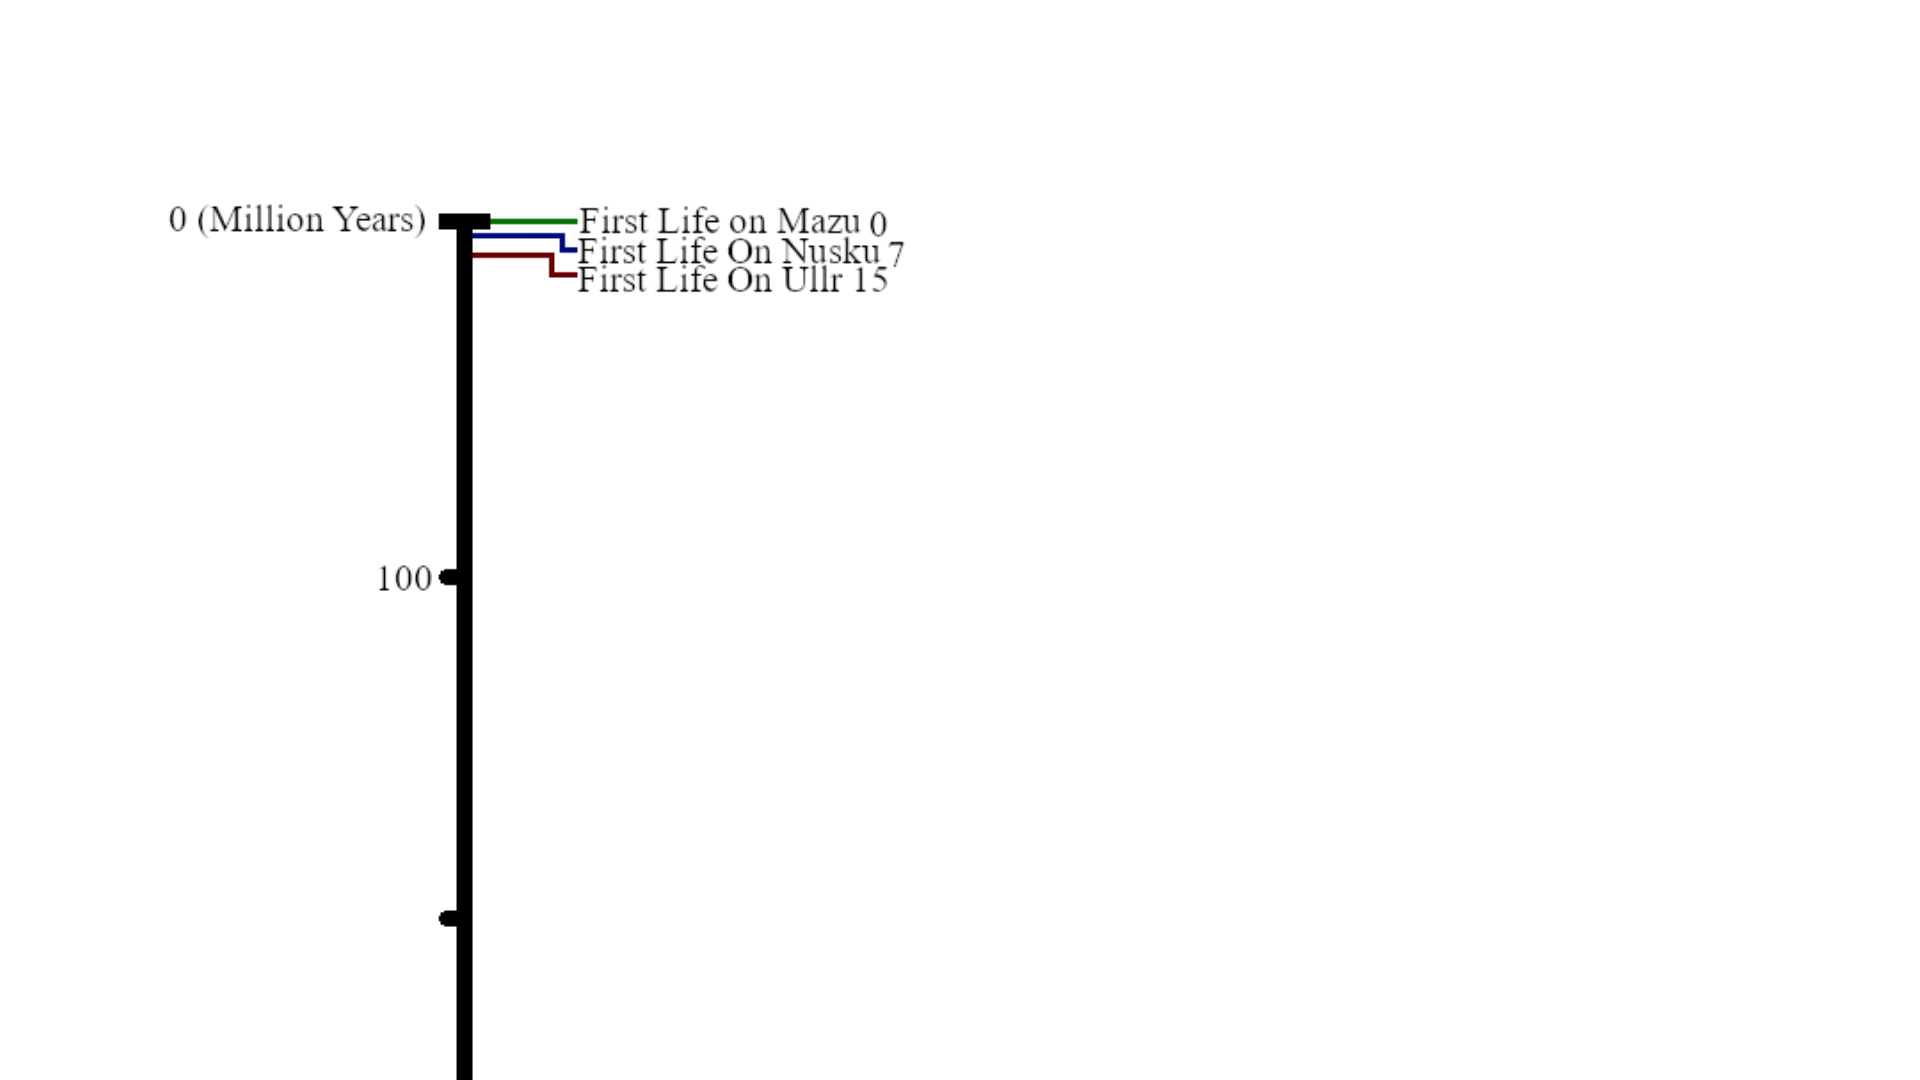 0 (Million Years)
First Life on Mazu 0
First Life On Nusku 7
First Life On Ullr 15
100